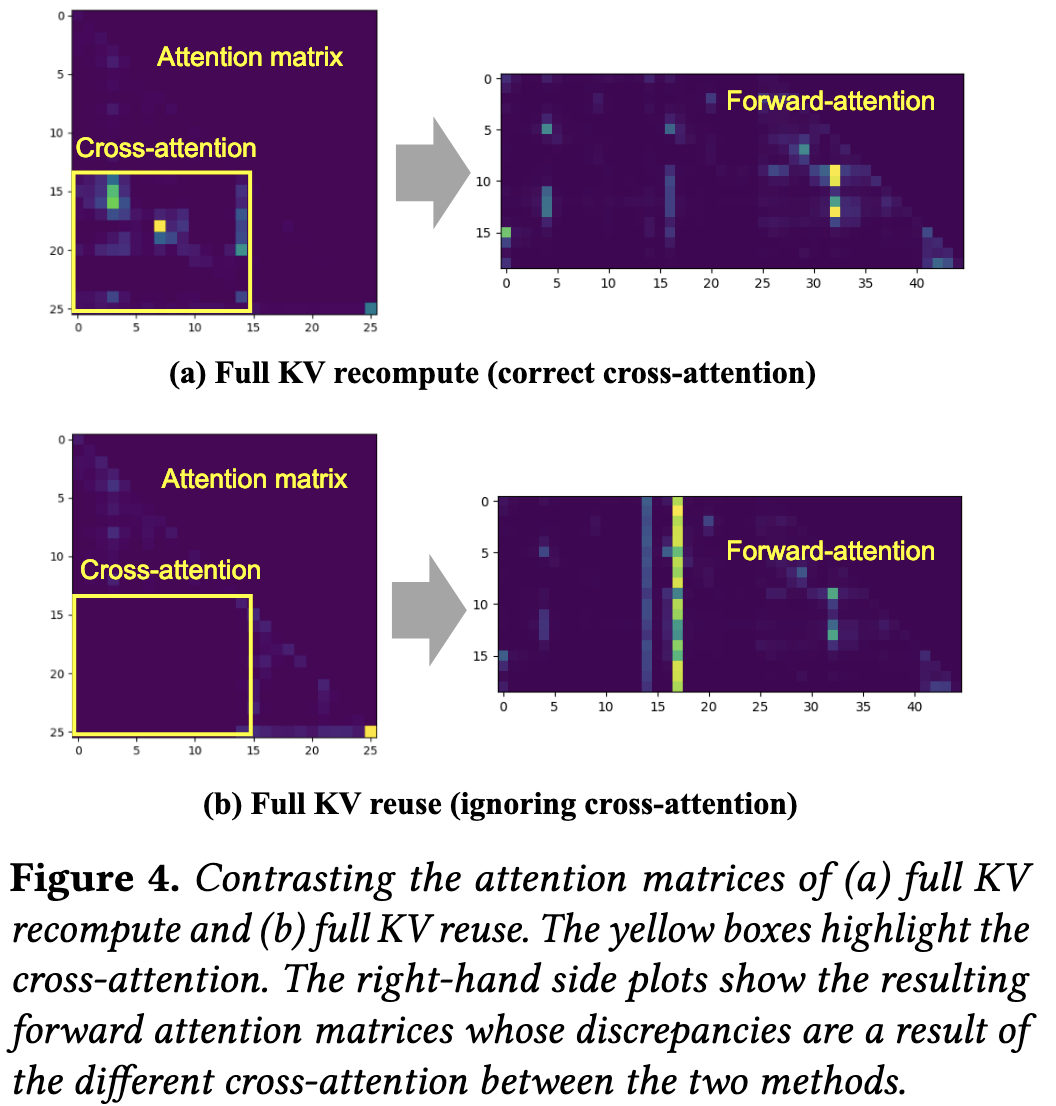 0
Attention matrix
5
10
Cross-attention
15
20
25
0 5 10 15 20 25
0
Forward-attention
5
10
15
0 5 10 15 20 25 30 35 40
(a) Full KV recompute (correct cross-attention)
0
Attention matrix
5
10
Cross-attention
15
20
25
0 5 10 15 20 25
0
Forward-attention
5
10
15
0 5 10 15 20 25 30 35 40
(b) Full KV reuse (ignoring cross-attention)
Figure 4. Contrasting the attention matrices of (a) full KV
recompute and (b) full KV reuse. The yellow boxes highlight the
cross-attention. The right-hand side plots show the resulting
forward attention matrices whose discrepancies are a result of
the different cross-attention between the two methods.